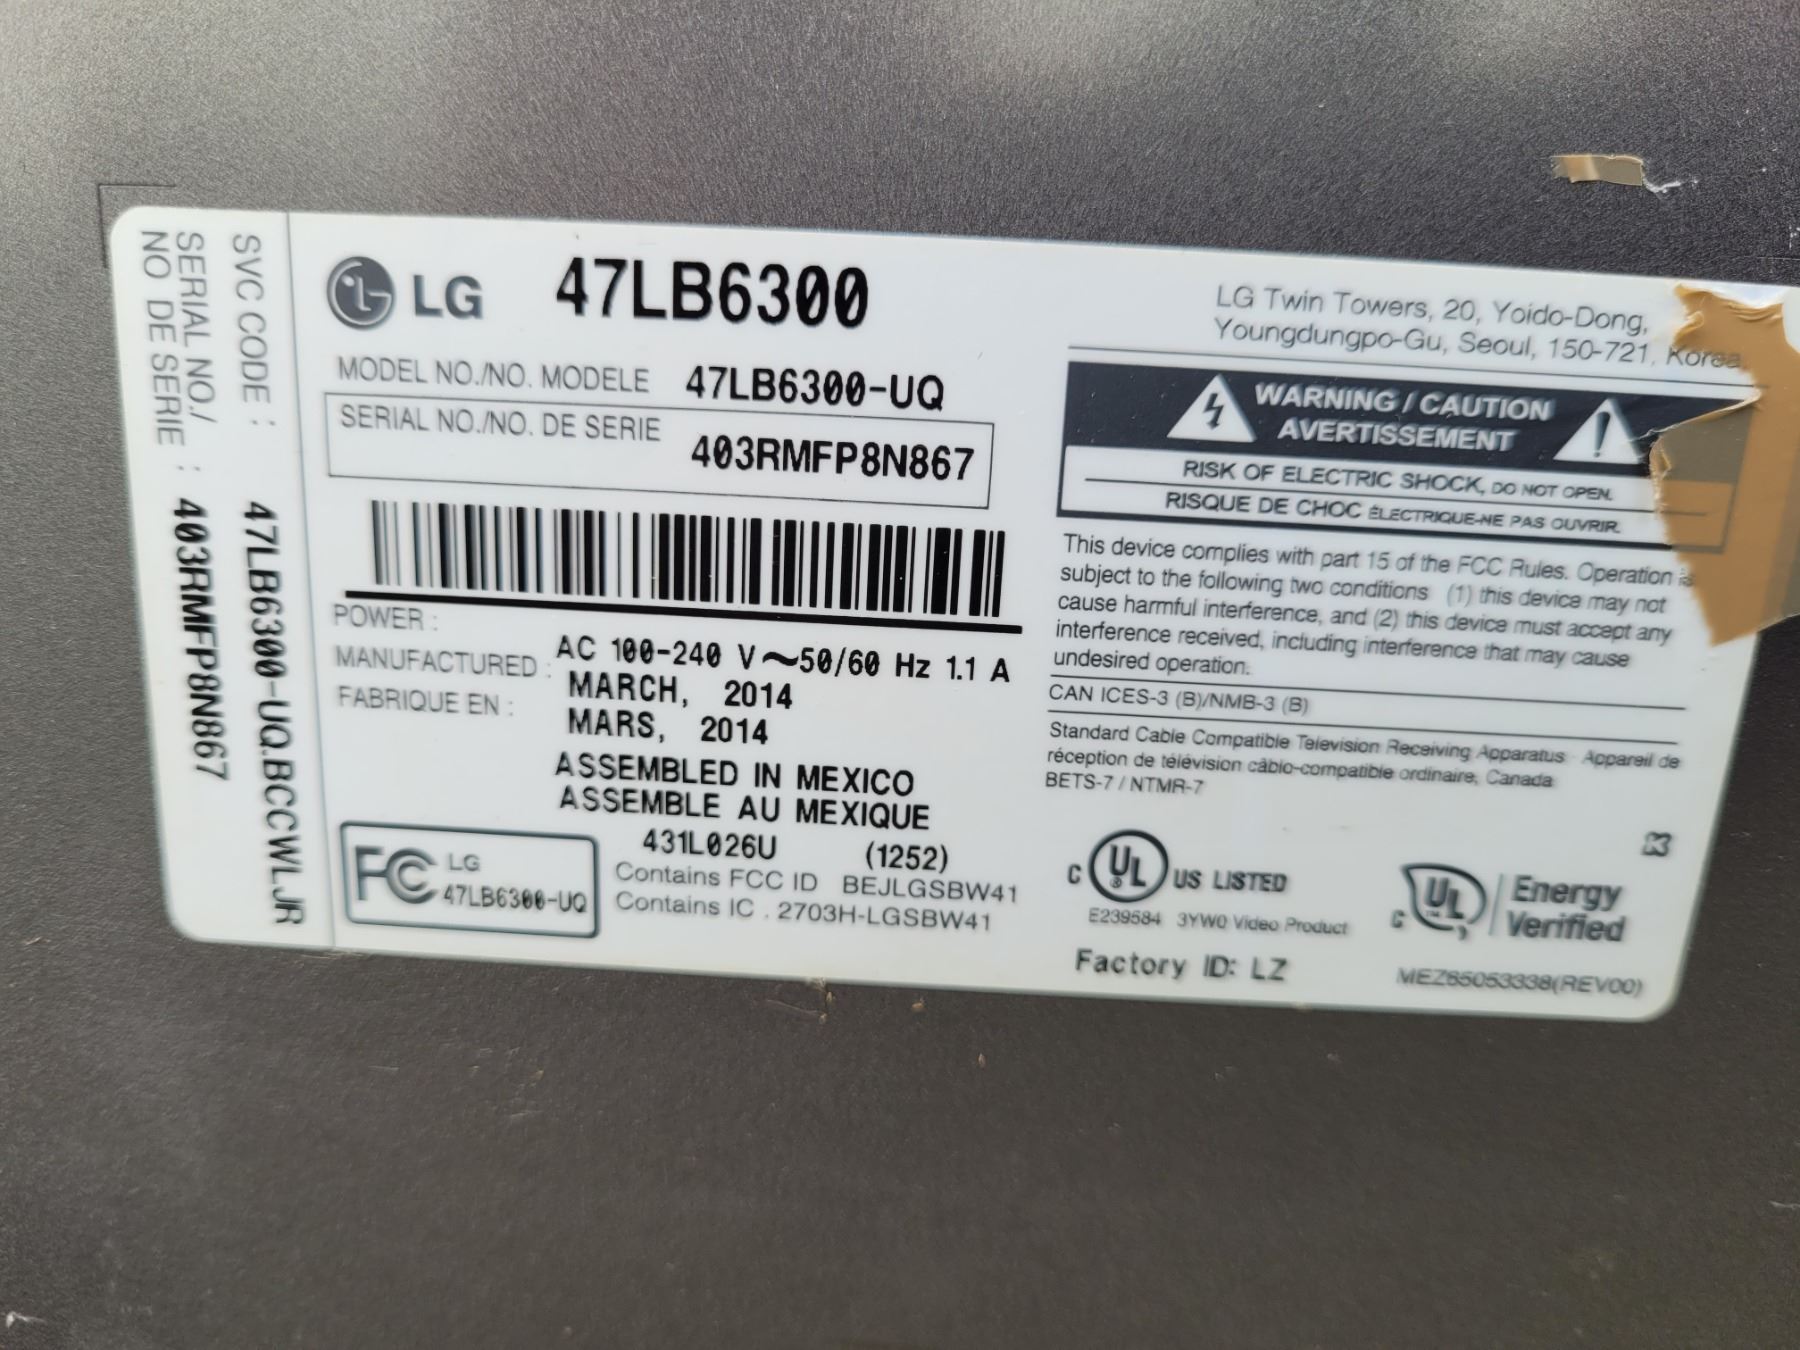 SVC CODE : 47LB6300-UQ.BCCWLJR
SERIAL NO./
NO DE SERIE : 403RMFP8N867
LG 47LB6300
MODEL NO./NO. MODELE 47LB6300-UQ
SERIAL NO./NO. DE SERIE 403RMFP8N867
POWER : AC 100-240 V~50/60 Hz 1.1 A
MANUFACTURED : MARCH, 2014
FABRIQUE EN : MARS, 2014
ASSEMBLED IN MEXICO
ASSEMBLE AU MEXIQUE
431L026U (1252)
FC LG
47LB6300-UQ
Contains FCC ID BEJLGSBW41
Contains IC . 2703H-LGSBW41
LG Twin Towers, 20, Yoido-Dong,
Youngdungpo-Gu, Seoul, 150-721, Korea
WARNING / CAUTION
AVERTISSEMENT
RISK OF ELECTRIC SHOCK, DO NOT OPEN.
RISQUE DE CHOC ÉLECTRIQUE-NE PAS OUVRIR.
This device complies with part 15 of the FCC Rules. Operation is
subject to the following two conditions (1) this device may not
cause harmful interference, and (2) this device must accept any
interference received, including interference that may cause
undesired operation.
CAN ICES-3 (B)/NMB-3 (B)
Standard Cable Compatible Television Receiving Apparatus Appareil de
réception de télévision câblo-compatible ordinaire, Canada
BETS-7 / NTMR-7
C UL US LISTED
E239584 3YW0 Video Product
C UL Energy
Verified
Factory ID: LZ
MEZ65053338(REV00)